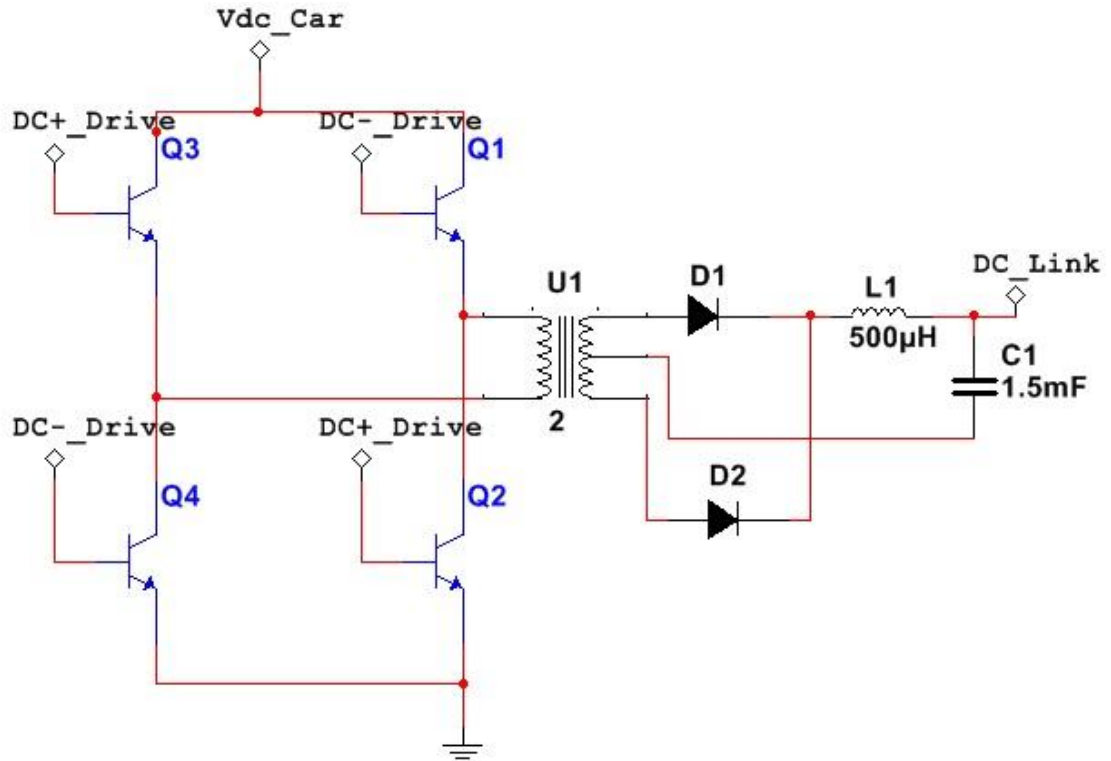 Vdc_Car
DC+_Drive
DC-_Drive
Q3
Q1
U1
D1
L1
DC_Link
500µH
C1
1.5mF
2
DC-_Drive
DC+_Drive
D2
Q4
Q2